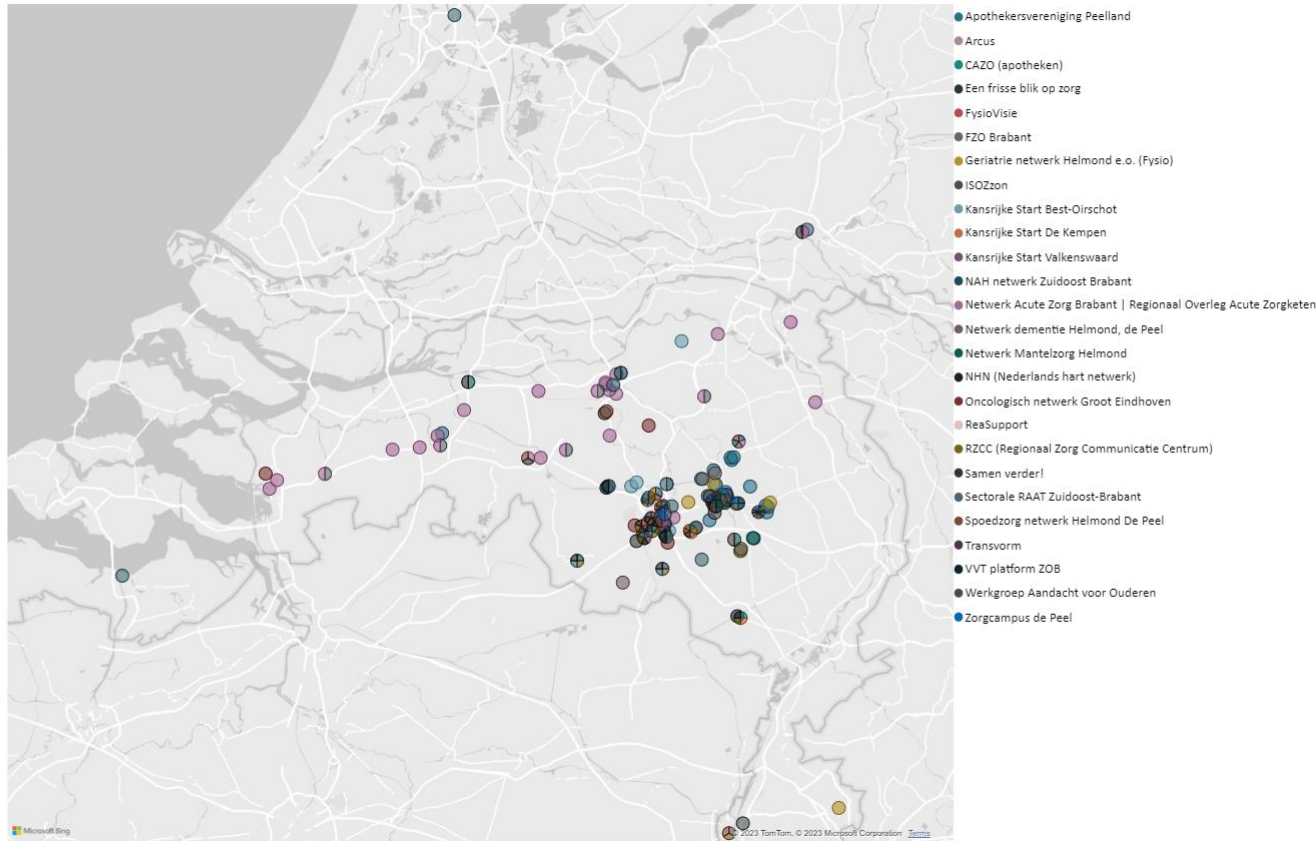 Apothekersvereniging Peelland
Arcus
CAZO (apotheken)
Een frisse blik op zorg
FysioVisie
FZO Brabant
Geriatrie netwerk Helmond e.o. (Fysio)
ISOZzon
Kansrijke Start Best-Oirschot
Kansrijke Start De Kempen
Kansrijke Start Valkenswaard
NAH netwerk Zuidoost Brabant
Netwerk Acute Zorg Brabant | Regionaal Overleg Acute Zorgketen
Netwerk dementie Helmond, de Peel
Netwerk Mantelzorg Helmond
NHN (Nederlands hart netwerk)
Oncologisch netwerk Groot Eindhoven
ReaSupport
RZCC (Regionaal Zorg Communicatie Centrum)
Samen verder!
Sectorale RAAT Zuidoost-Brabant
Spoedzorg netwerk Helmond De Peel
Transvorm
VVT platform ZOB
Werkgroep Aandacht voor Ouderen
Zorgcampus de Peel
Microsoft Bing
2023 TomTom, © 2023 Microsoft Corporation Terms